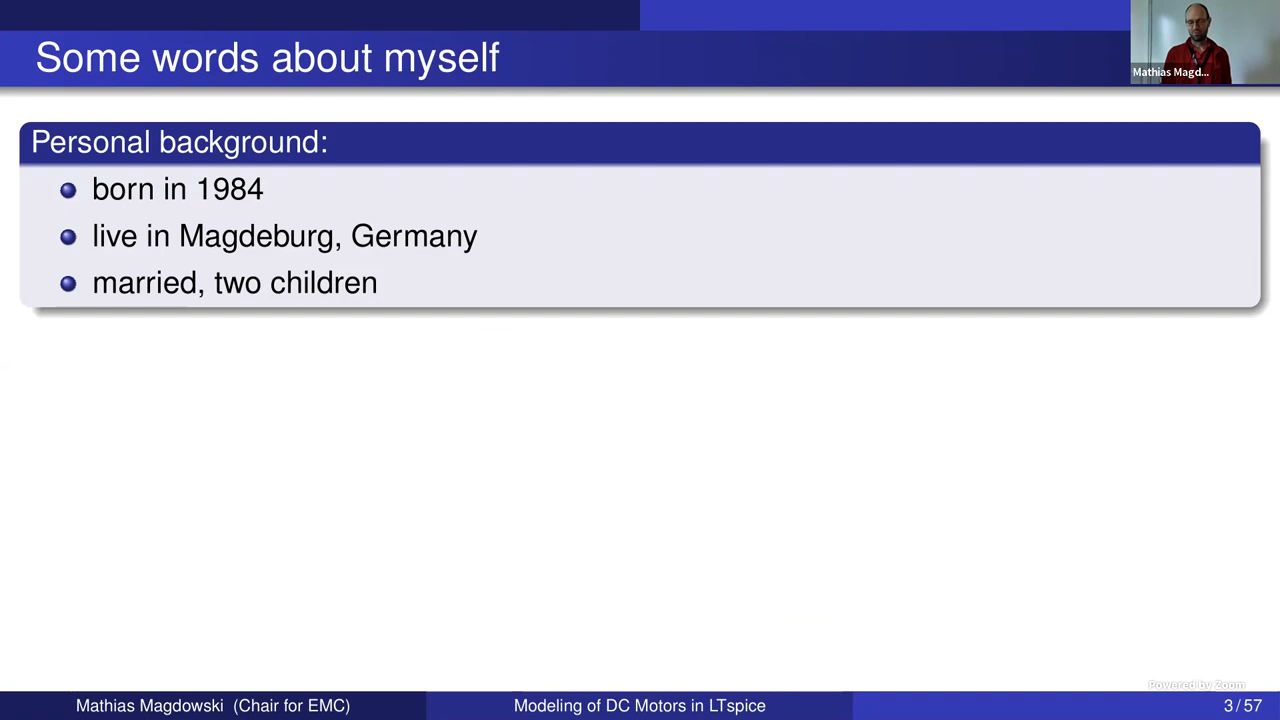 Some words about myself
Mathias Magd...
Personal background:
born in 1984
live in Magdeburg, Germany
married, two children
Powered by Zoom
Mathias Magdowski (Chair for EMC)
Modeling of DC Motors in LTspice
3 / 57